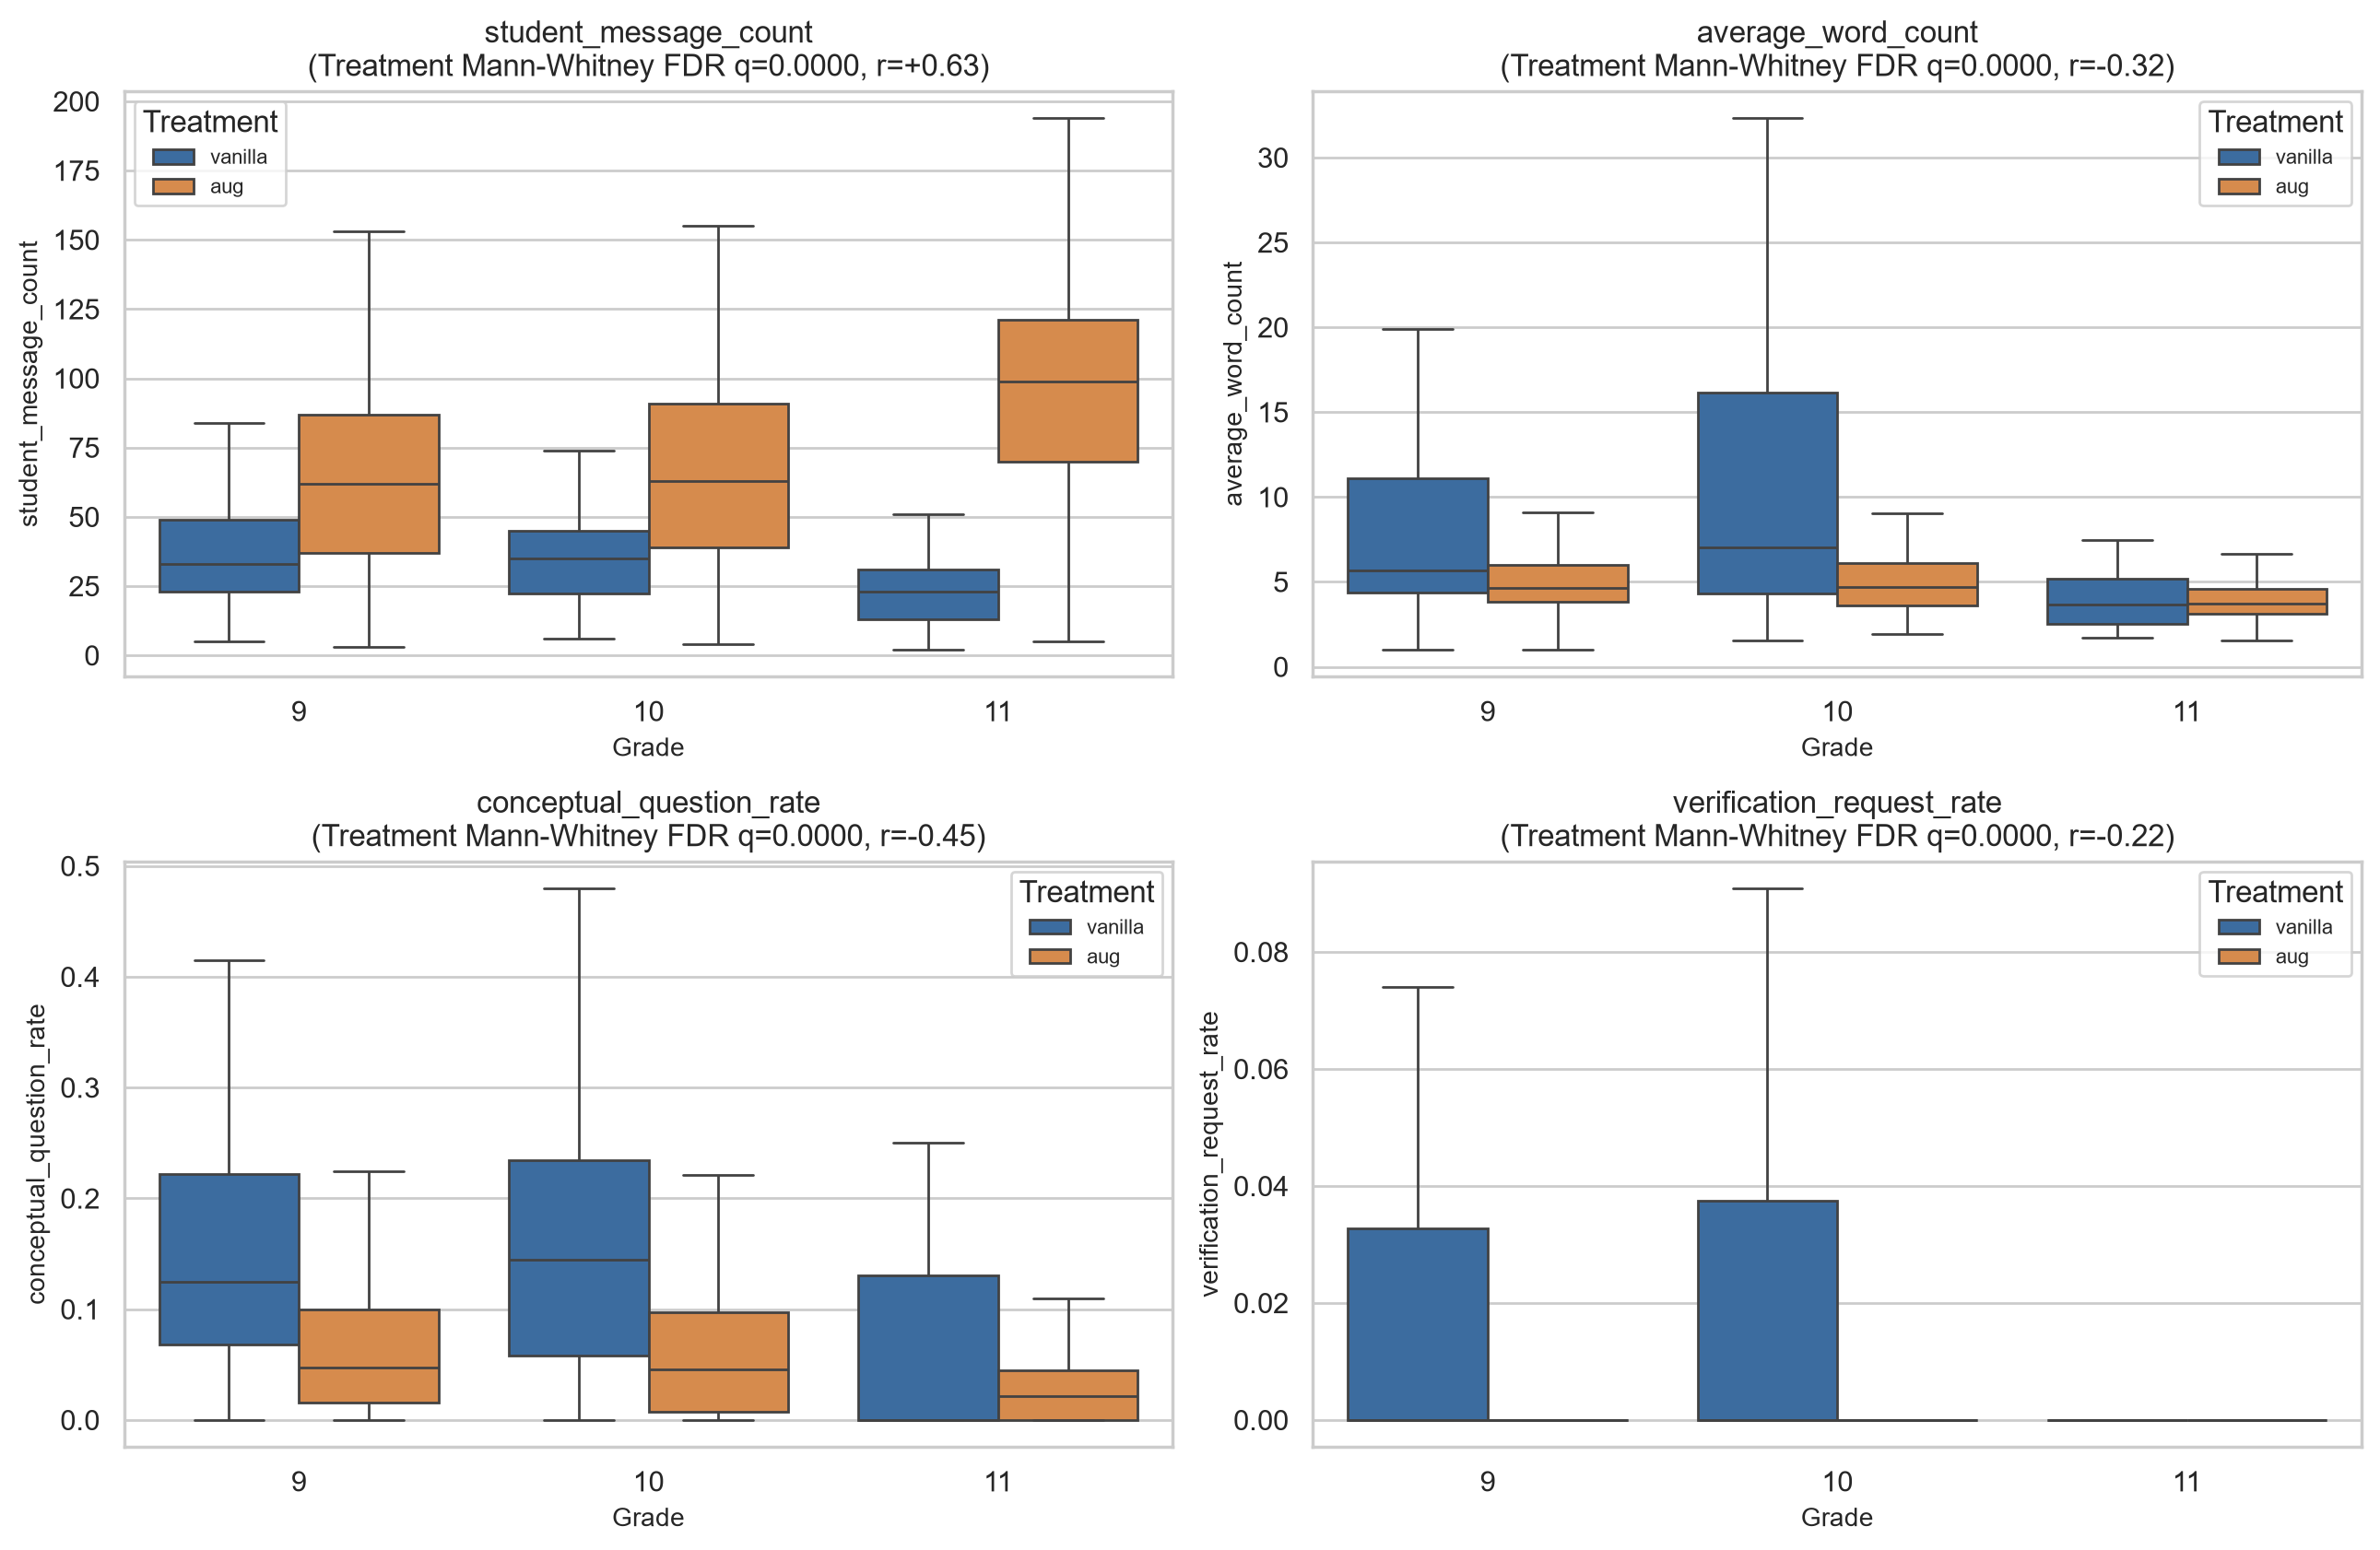 student_message_count
(Treatment Mann-Whitney FDR q=0.0000, r=+0.63)
200
175
150
125
100
75
50
25
0
student_message_count
Treatment
vanilla
aug
9
10
11
Grade
average_word_count
(Treatment Mann-Whitney FDR q=0.0000, r=-0.32)
30
25
20
15
10
5
0
average_word_count
Treatment
vanilla
aug
9
10
11
Grade
conceptual_question_rate
(Treatment Mann-Whitney FDR q=0.0000, r=-0.45)
0.5
0.4
0.3
0.2
0.1
0.0
conceptual_question_rate
Treatment
vanilla
aug
9
10
11
Grade
verification_request_rate
(Treatment Mann-Whitney FDR q=0.0000, r=-0.22)
0.08
0.06
0.04
0.02
0.00
verification_request_rate
Treatment
vanilla
aug
9
10
11
Grade